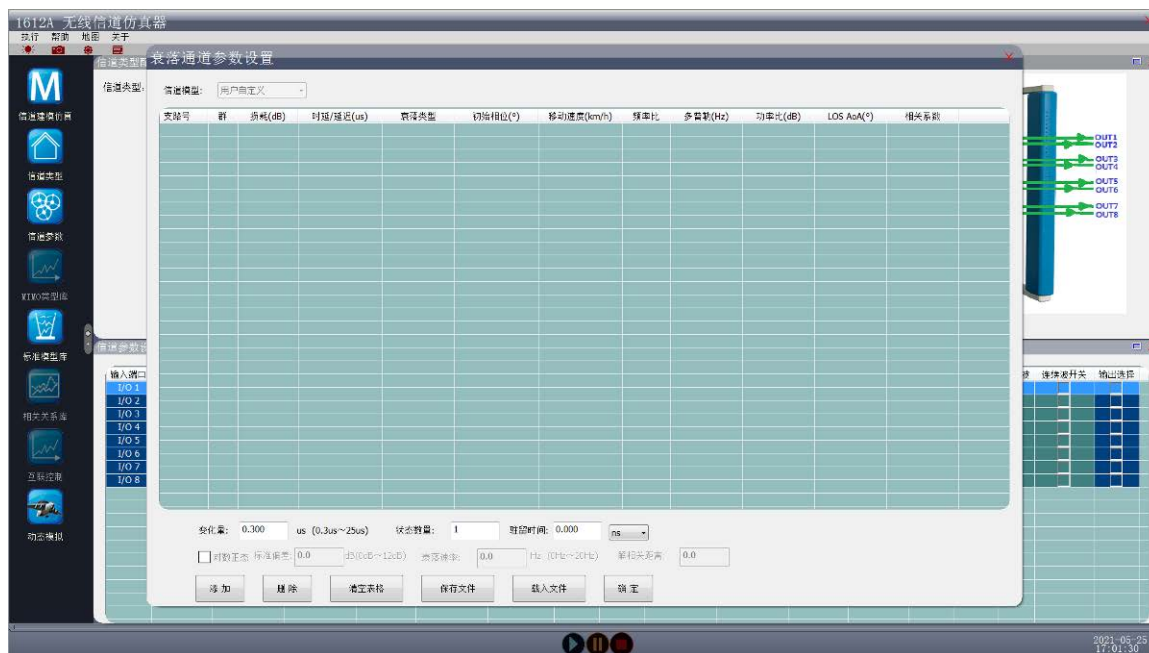 1612A 无线信道仿真器
执行 帮助 地图 关于
信道类型
衰落通道参数设置
信道类型:
信道模型: 用户自定义
支路号 群 损耗(dB) 时延/延迟(us) 衰落类型 初始相位(°) 移动速度(km/h) 频率比 多普勒(Hz) 功率比(dB) LOS AoA(°) 相关系数
M
信道建模仿真
信道类型
信道参数
MIMO类型库
标准模型库
相关关系库
互联控制
动态模拟
OUT1
OUT2
OUT3
OUT4
OUT5
OUT6
OUT7
OUT8
信道参数
输入端口 连续波开关 输出选择
I/O 1
I/O 2
I/O 3
I/O 4
I/O 5
I/O 6
I/O 7
I/O 8
变化量: 0.300 us (0.3us~25us) 状态数量: 1 驻留时间: 0.000 ns
对数正态 标准偏差: 0.0 dB(0dB~12dB) 衰落速率: 0.0 Hz (0Hz~20Hz) 解相关距离 0.0
添加 删除 清空表格 保存文件 载入文件 确定
2021-05-25
17:01:30